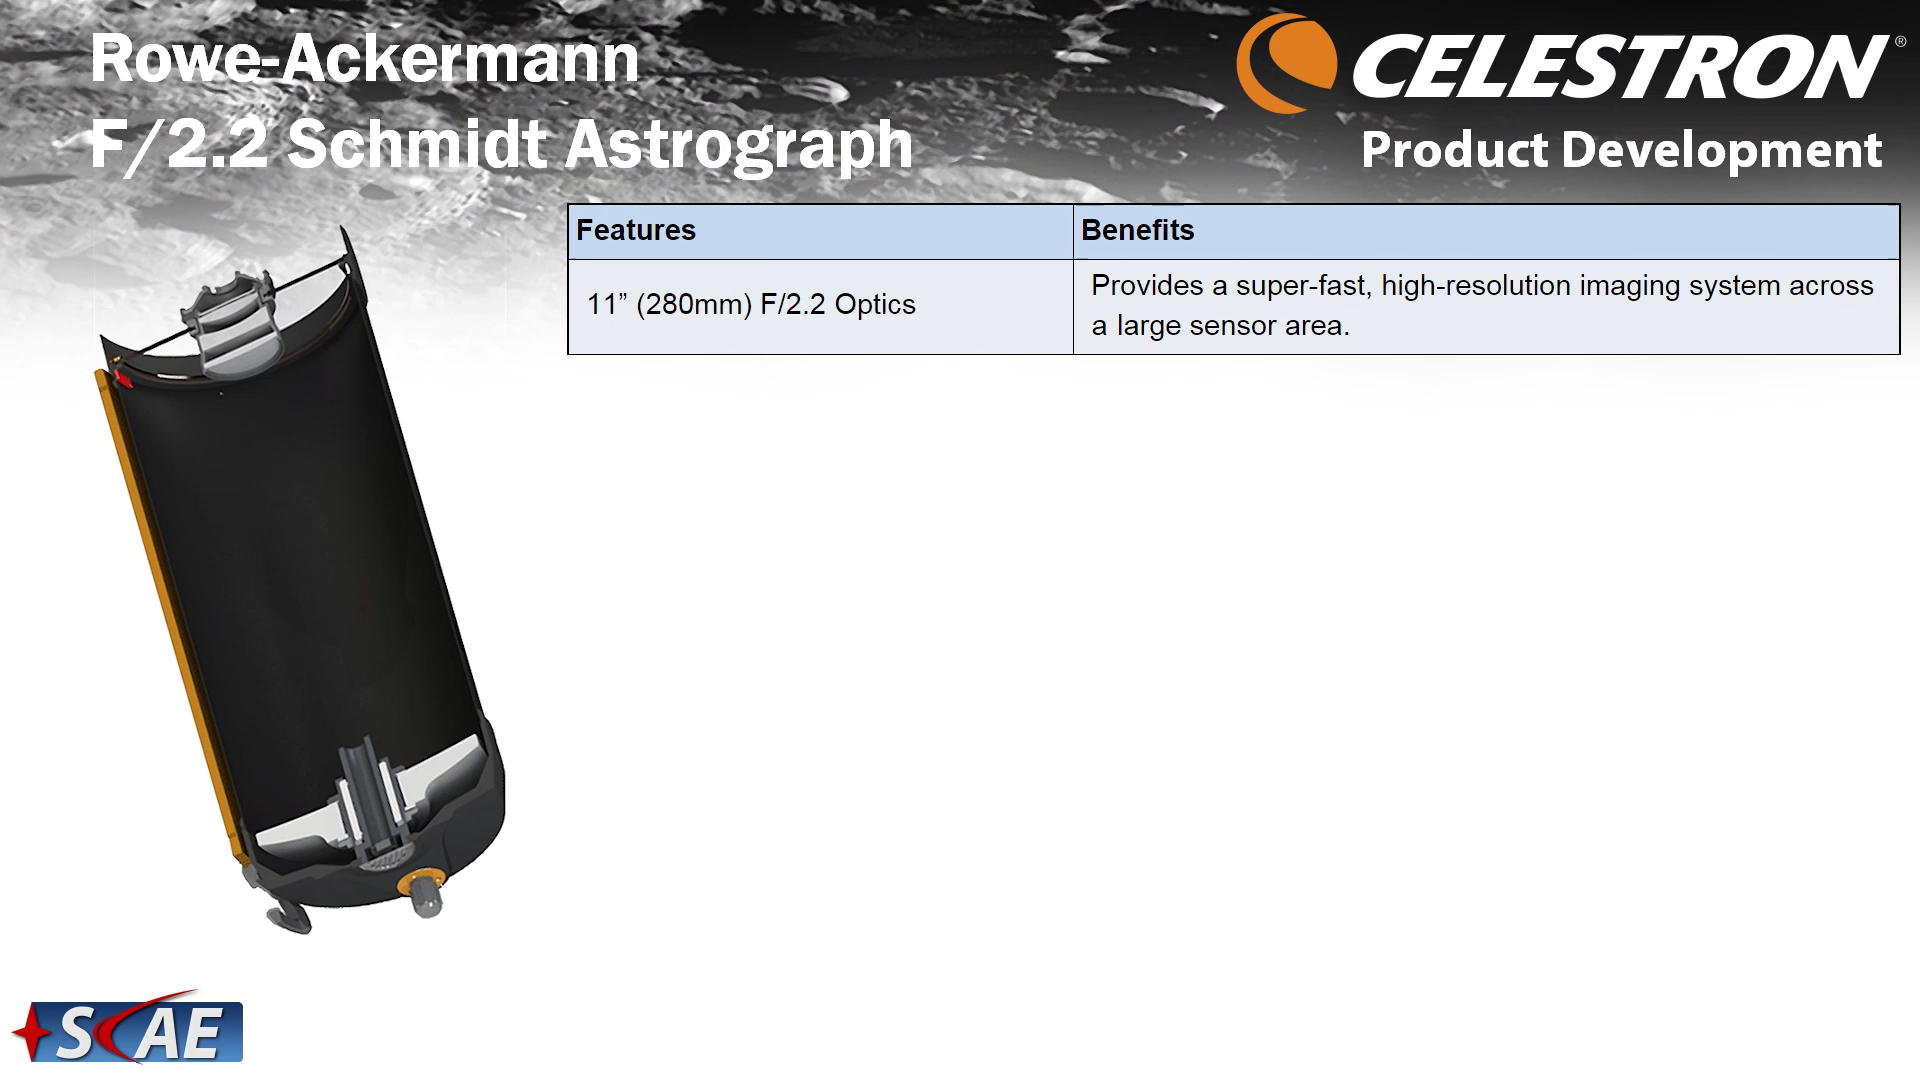 Rowe-Ackermann
F/2.2 Schmidt Astrograph
CELESTRON®
Product Development
Features
Benefits
11” (280mm) F/2.2 Optics
Provides a super-fast, high-resolution imaging system across
a large sensor area.
SCAE